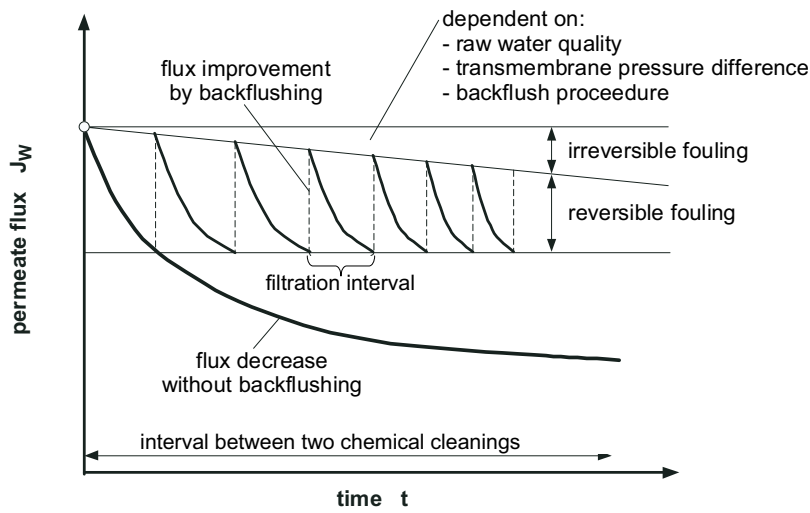 dependent on:
- raw water quality
- transmembrane pressure difference
- backflush proceedure
flux improvement
by backflushing
irreversible fouling
reversible fouling
filtration interval
permeate flux J_W
flux decrease
without backflushing
interval between two chemical cleanings
time t